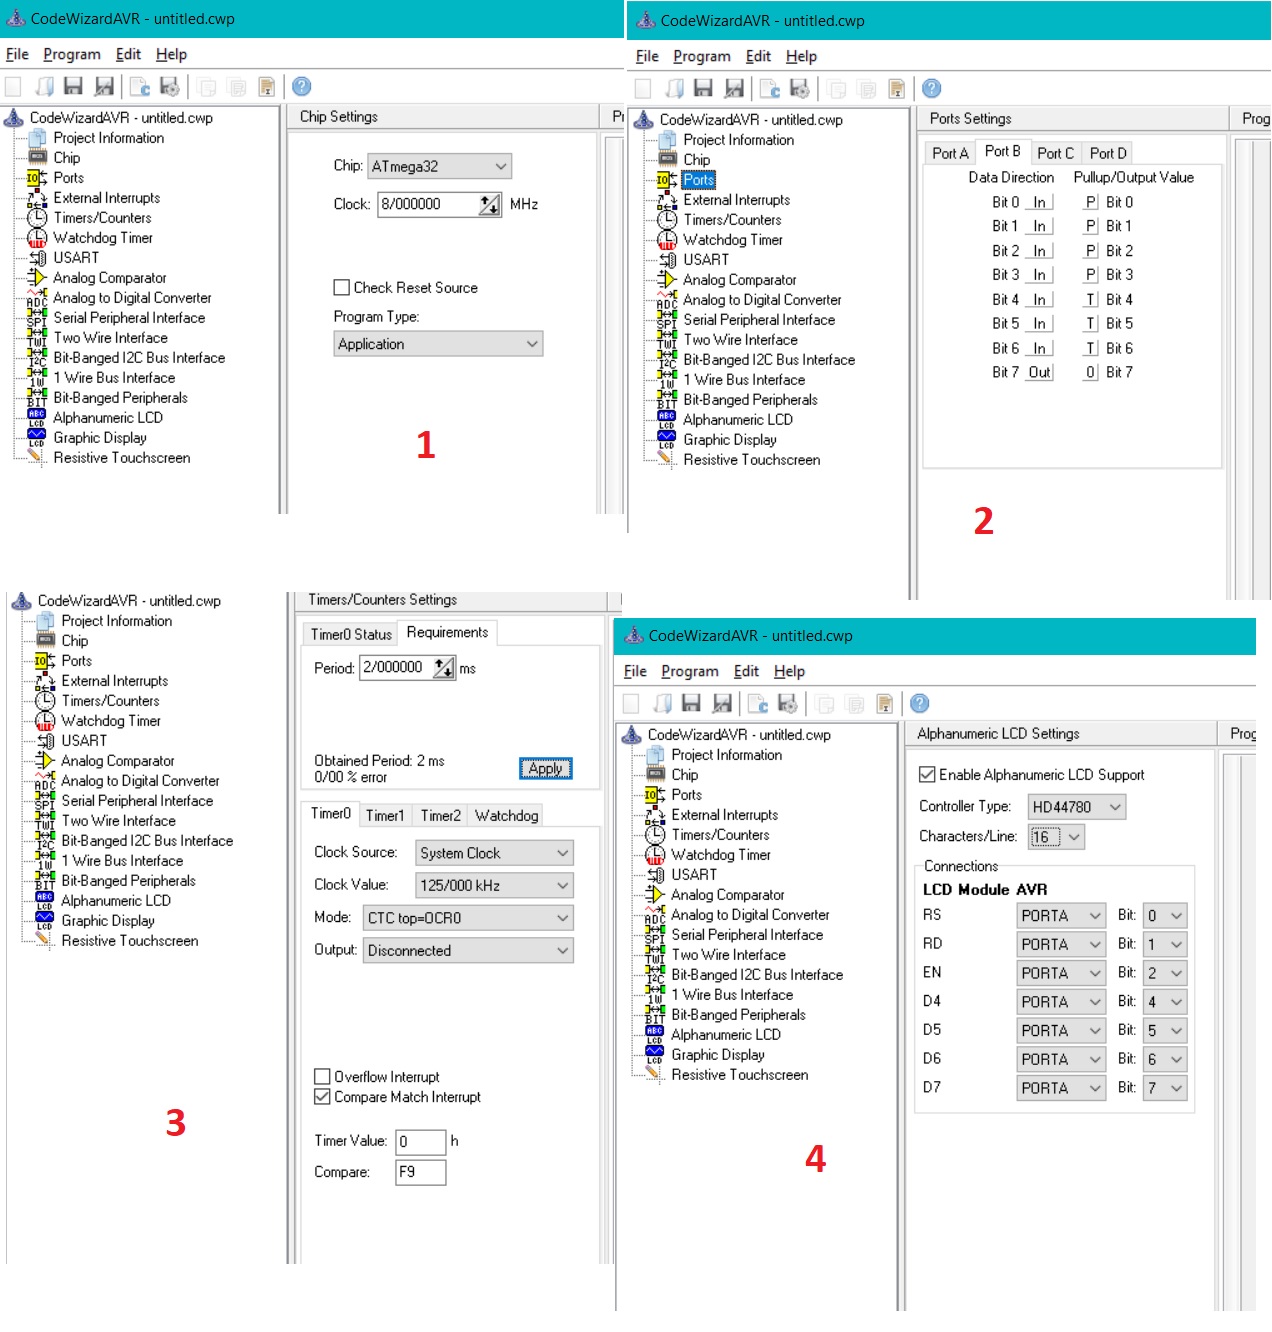 CodeWizardAVR - untitled.cwp
File Program Edit Help
CodeWizardAVR - untitled.cwp
Project Information
Chip
Ports
External Interrupts
Timers/Counters
Watchdog Timer
USART
Analog Comparator
Analog to Digital Converter
Serial Peripheral Interface
Two Wire Interface
Bit-Banged I2C Bus Interface
1 Wire Bus Interface
Bit-Banged Peripherals
Alphanumeric LCD
Graphic Display
Resistive Touchscreen
Chip Settings
Chip: ATmega32
Clock: 8/000000 MHz
Check Reset Source
Program Type:
Application
1
CodeWizardAVR - untitled.cwp
File Program Edit Help
CodeWizardAVR - untitled.cwp
Project Information
Chip
Ports
External Interrupts
Timers/Counters
Watchdog Timer
USART
Analog Comparator
Analog to Digital Converter
Serial Peripheral Interface
Two Wire Interface
Bit-Banged I2C Bus Interface
1 Wire Bus Interface
Bit-Banged Peripherals
Alphanumeric LCD
Graphic Display
Resistive Touchscreen
Ports Settings
Prog
Port A Port B Port C Port D
Data Direction Pullup/Output Value
Bit 0 In P Bit 0
Bit 1 In P Bit 1
Bit 2 In P Bit 2
Bit 3 In P Bit 3
Bit 4 In T Bit 4
Bit 5 In T Bit 5
Bit 6 In T Bit 6
Bit 7 Out 0 Bit 7
2
CodeWizardAVR - untitled.cwp
Project Information
Chip
Ports
External Interrupts
Timers/Counters
Watchdog Timer
USART
Analog Comparator
Analog to Digital Converter
Serial Peripheral Interface
Two Wire Interface
Bit-Banged I2C Bus Interface
1 Wire Bus Interface
Bit-Banged Peripherals
Alphanumeric LCD
Graphic Display
Resistive Touchscreen
Timers/Counters Settings
Timer0 Status Requirements
Period: 2/000000 ms
Obtained Period: 2 ms
0/00 % error
Apply
Timer0 Timer1 Timer2 Watchdog
Clock Source: System Clock
Clock Value: 125/000 kHz
Mode: CTC top=OCR0
Output: Disconnected
Overflow Interrupt
Compare Match Interrupt
Timer Value: 0 h
Compare: F9
3
CodeWizardAVR - untitled.cwp
File Program Edit Help
CodeWizardAVR - untitled.cwp
Project Information
Chip
Ports
External Interrupts
Timers/Counters
Watchdog Timer
USART
Analog Comparator
Analog to Digital Converter
Serial Peripheral Interface
Two Wire Interface
Bit-Banged I2C Bus Interface
1 Wire Bus Interface
Bit-Banged Peripherals
Alphanumeric LCD
Graphic Display
Resistive Touchscreen
Alphanumeric LCD Settings
Enable Alphanumeric LCD Support
Controller Type: HD44780
Characters/Line: 16
Connections
LCD Module AVR
RS PORTA Bit: 0
RD PORTA Bit: 1
EN PORTA Bit: 2
D4 PORTA Bit: 4
D5 PORTA Bit: 5
D6 PORTA Bit: 6
D7 PORTA Bit: 7
4